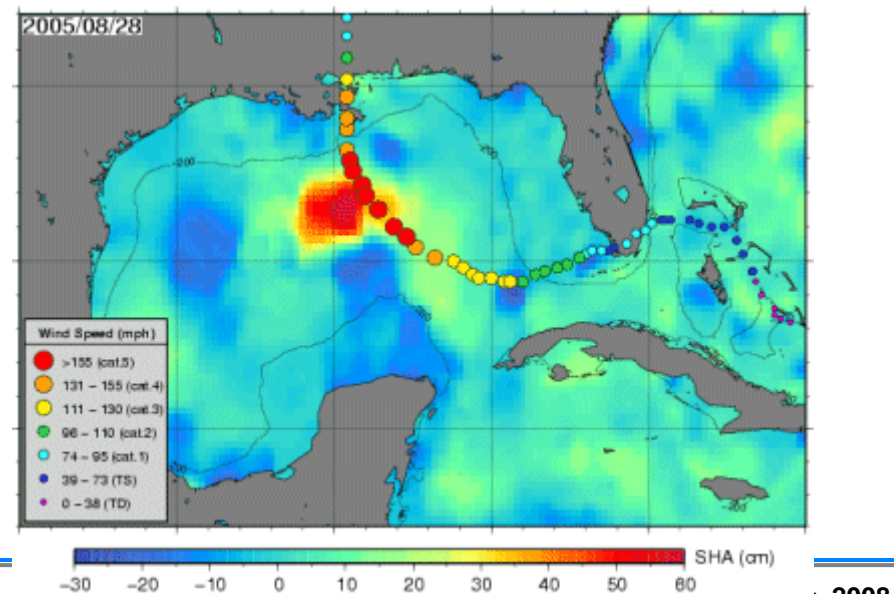 2005/08/28
-200
Wind Speed (mph)
>155 (cat.5)
131 – 155 (cat.4)
111 – 130 (cat.3)
96 – 110 (cat.2)
74 – 95 (cat.1)
39 – 73 (TS)
0 – 38 (TD)
-200
SHA (cm)
−30 −20 −10 0 10 20 30 40 50 60
2008